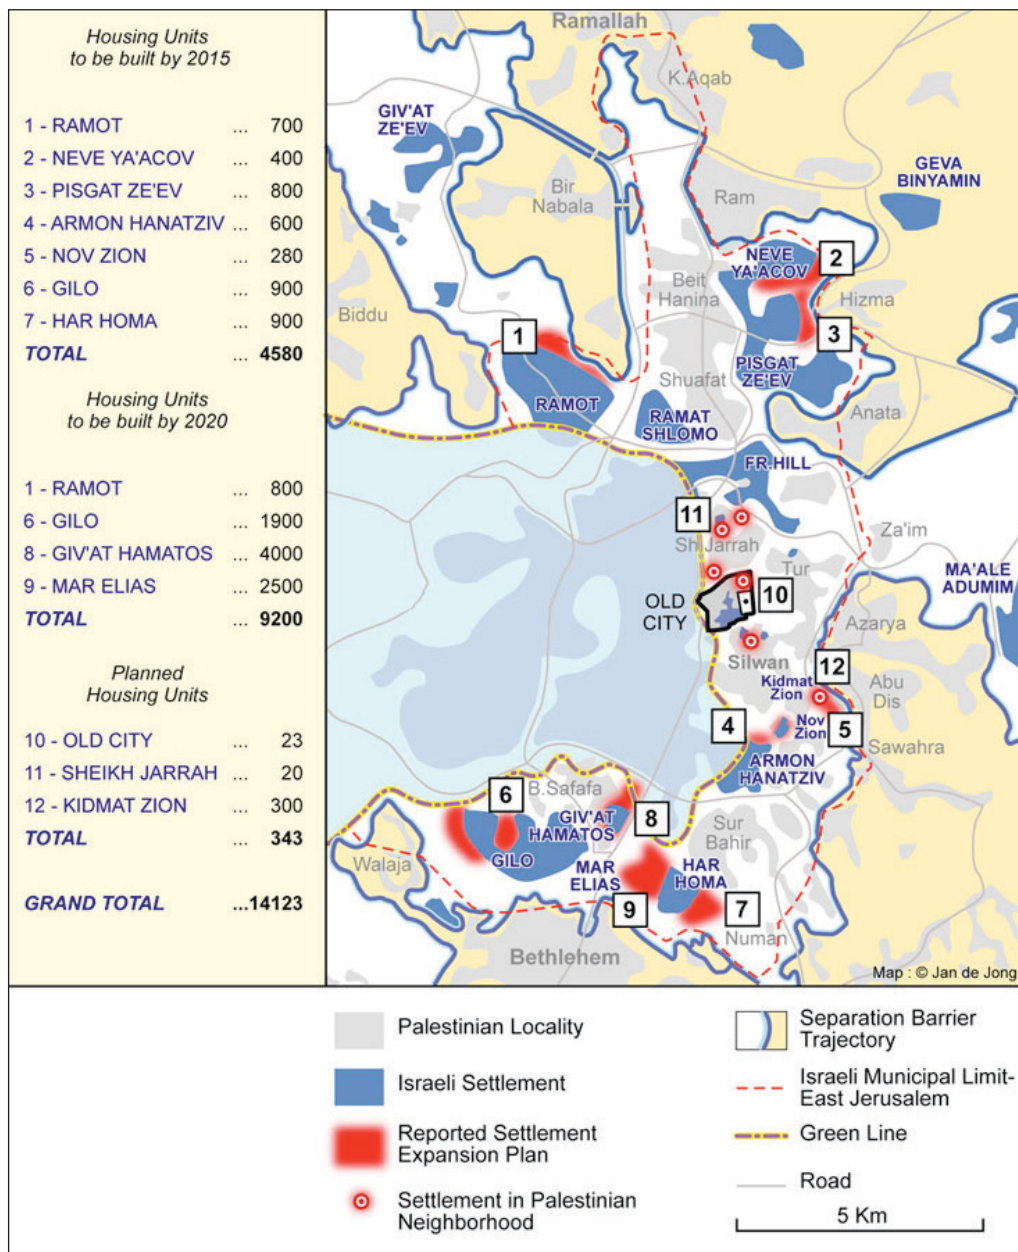 Housing Units
to be built by 2015
1 - RAMOT ... 700
2 - NEVE YA'ACOV ... 400
3 - PISGAT ZE'EV ... 800
4 - ARMON HANATZIV ... 600
5 - NOV ZION ... 280
6 - GILO ... 900
7 - HAR HOMA ... 900
TOTAL ... 4580
Housing Units
to be built by 2020
1 - RAMOT ... 800
6 - GILO ... 1900
8 - GIV'AT HAMATOS ... 4000
9 - MAR ELIAS ... 2500
TOTAL ... 9200
Planned
Housing Units
10 - OLD CITY ... 23
11 - SHEIKH JARRAH ... 20
12 - KIDMAT ZION ... 300
TOTAL ... 343
GRAND TOTAL ...14123
Ramallah
K.Aqab
GIV'AT
ZE'EV
GEVA
BINYAMIN
Bir
Nabala
Ram
NEVE
YA'ACOV
2
Beit
Hanina
Hizma
Biddu
1
3
PISGAT
ZE'EV
Shuafat
RAMOT
RAMAT
SHLOMO
Anata
FR.HILL
11
Sh.Jarrah
Za'im
Tur
MA'ALE
ADUMIM
OLD
CITY
10
Azarya
Silwan
12
Kidmat
Zion
Abu
Dis
4
Nov
Zion
5
Sawahra
ARMON
HANATZIV
B.Safafa
6
GIV'AT
HAMATOS
8
Sur
Bahir
Walaja
GILO
MAR
ELIAS
HAR
HOMA
9
7
Numan
Bethlehem
Map : © Jan de Jong
Palestinian Locality
Israeli Settlement
Reported Settlement
Expansion Plan
Settlement in Palestinian
Neighborhood
Separation Barrier
Trajectory
Israeli Municipal Limit-
East Jerusalem
Green Line
Road
5 Km